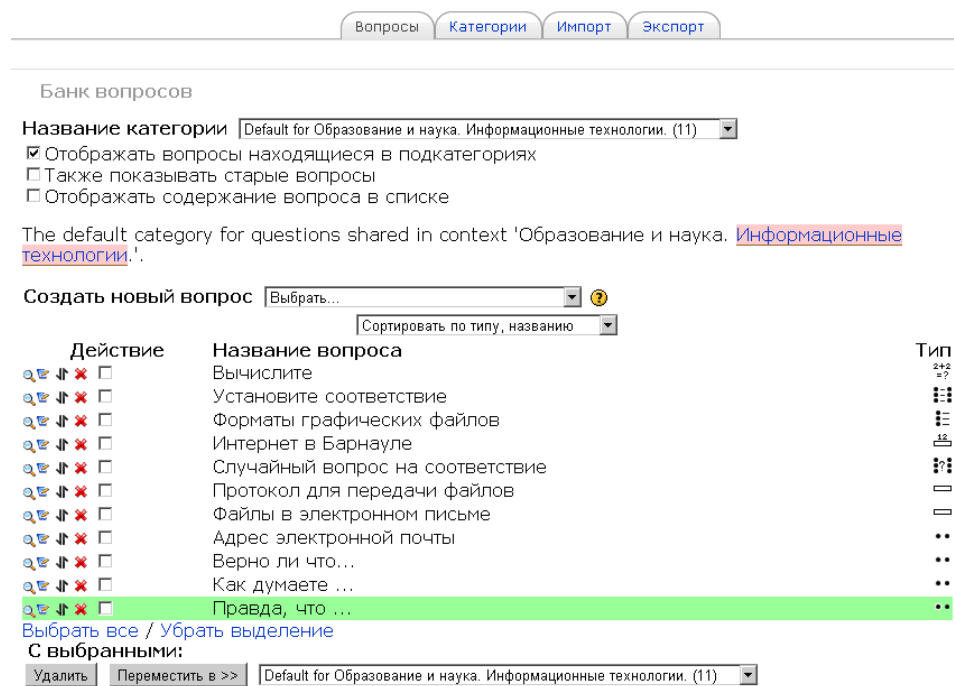 Вопросы Категории Импорт Экспорт
Банк вопросов
Название категории Default for Образование и наука. Информационные технологии. (11)
Отображать вопросы находящиеся в подкатегориях
Также показывать старые вопросы
Отображать содержание вопроса в списке
The default category for questions shared in context 'Образование и наука. Информационные
технологии.'.
Создать новый вопрос Выбрать... ?
Сортировать по типу, названию
Действие Название вопроса Тип
Вычислите 2+2
=?
Установите соответствие
Форматы графических файлов
Интернет в Барнауле 12
Случайный вопрос на соответствие ?
Протокол для передачи файлов
Файлы в электронном письме
Адрес электронной почты
Верно ли что...
Как думаете ...
Правда, что ...
Выбрать все / Убрать выделение
С выбранными:
Удалить Переместить в >> Default for Образование и наука. Информационные технологии. (11)